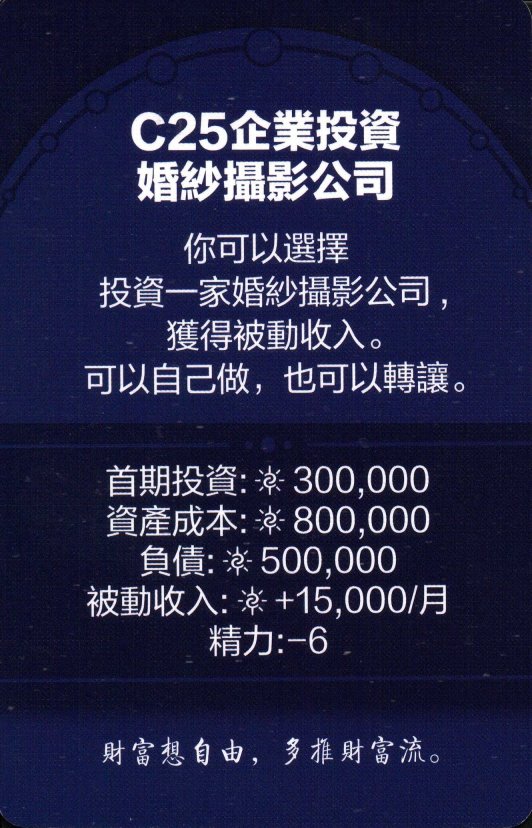 C25企業投資
婚紗攝影公司
你可以選擇
投資一家婚紗攝影公司，
獲得被動收入。
可以自己做，也可以轉讓。
首期投資: 300,000
資產成本: 800,000
負債: 500,000
被動收入: +15,000/月
精力:-6
財富想自由，多推財富流。